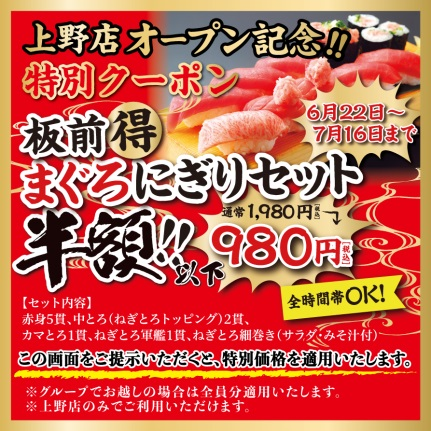 上野店 オープン記念!!
特別クーポン
6月22日~
7月16日まで
板前 得
まぐろにぎりセット
通常1,980円[税込]
半額!!以下
980円[税込]
全時間帯OK!
【セット内容】
赤身5貫、中とろ(ねぎとろトッピング)2貫、
カマとろ1貫、ねぎとろ軍艦1貫、ねぎとろ細巻き(サラダ・みそ汁付)
この画面をご提示いただくと、特別価格を適用いたします。
※グループでお越しの場合は全員分適用いたします。
※上野店のみでご利用いただけます。